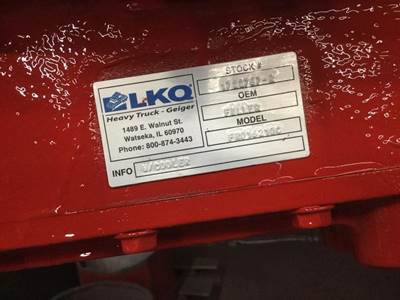 LKQ
Heavy Truck - Geiger
1489 E. Walnut St.
Watseka, IL 60970
Phone: 800-874-3443
STOCK #
OEM
FULLER
MODEL
INFO W/COOLER